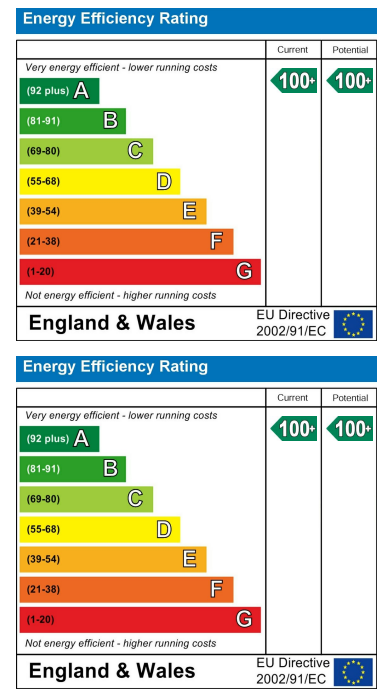 Energy Efficiency Rating
Current Potential
Very energy efficient - lower running costs
(92 plus) A 100+ 100+
(81-91) B
(69-80) C
(55-68) D
(39-54) E
(21-38) F
(1-20) G
Not energy efficient - higher running costs
England & Wales
EU Directive
2002/91/EC
Energy Efficiency Rating
Current Potential
Very energy efficient - lower running costs
(92 plus) A 100+ 100+
(81-91) B
(69-80) C
(55-68) D
(39-54) E
(21-38) F
(1-20) G
Not energy efficient - higher running costs
England & Wales
EU Directive
2002/91/EC